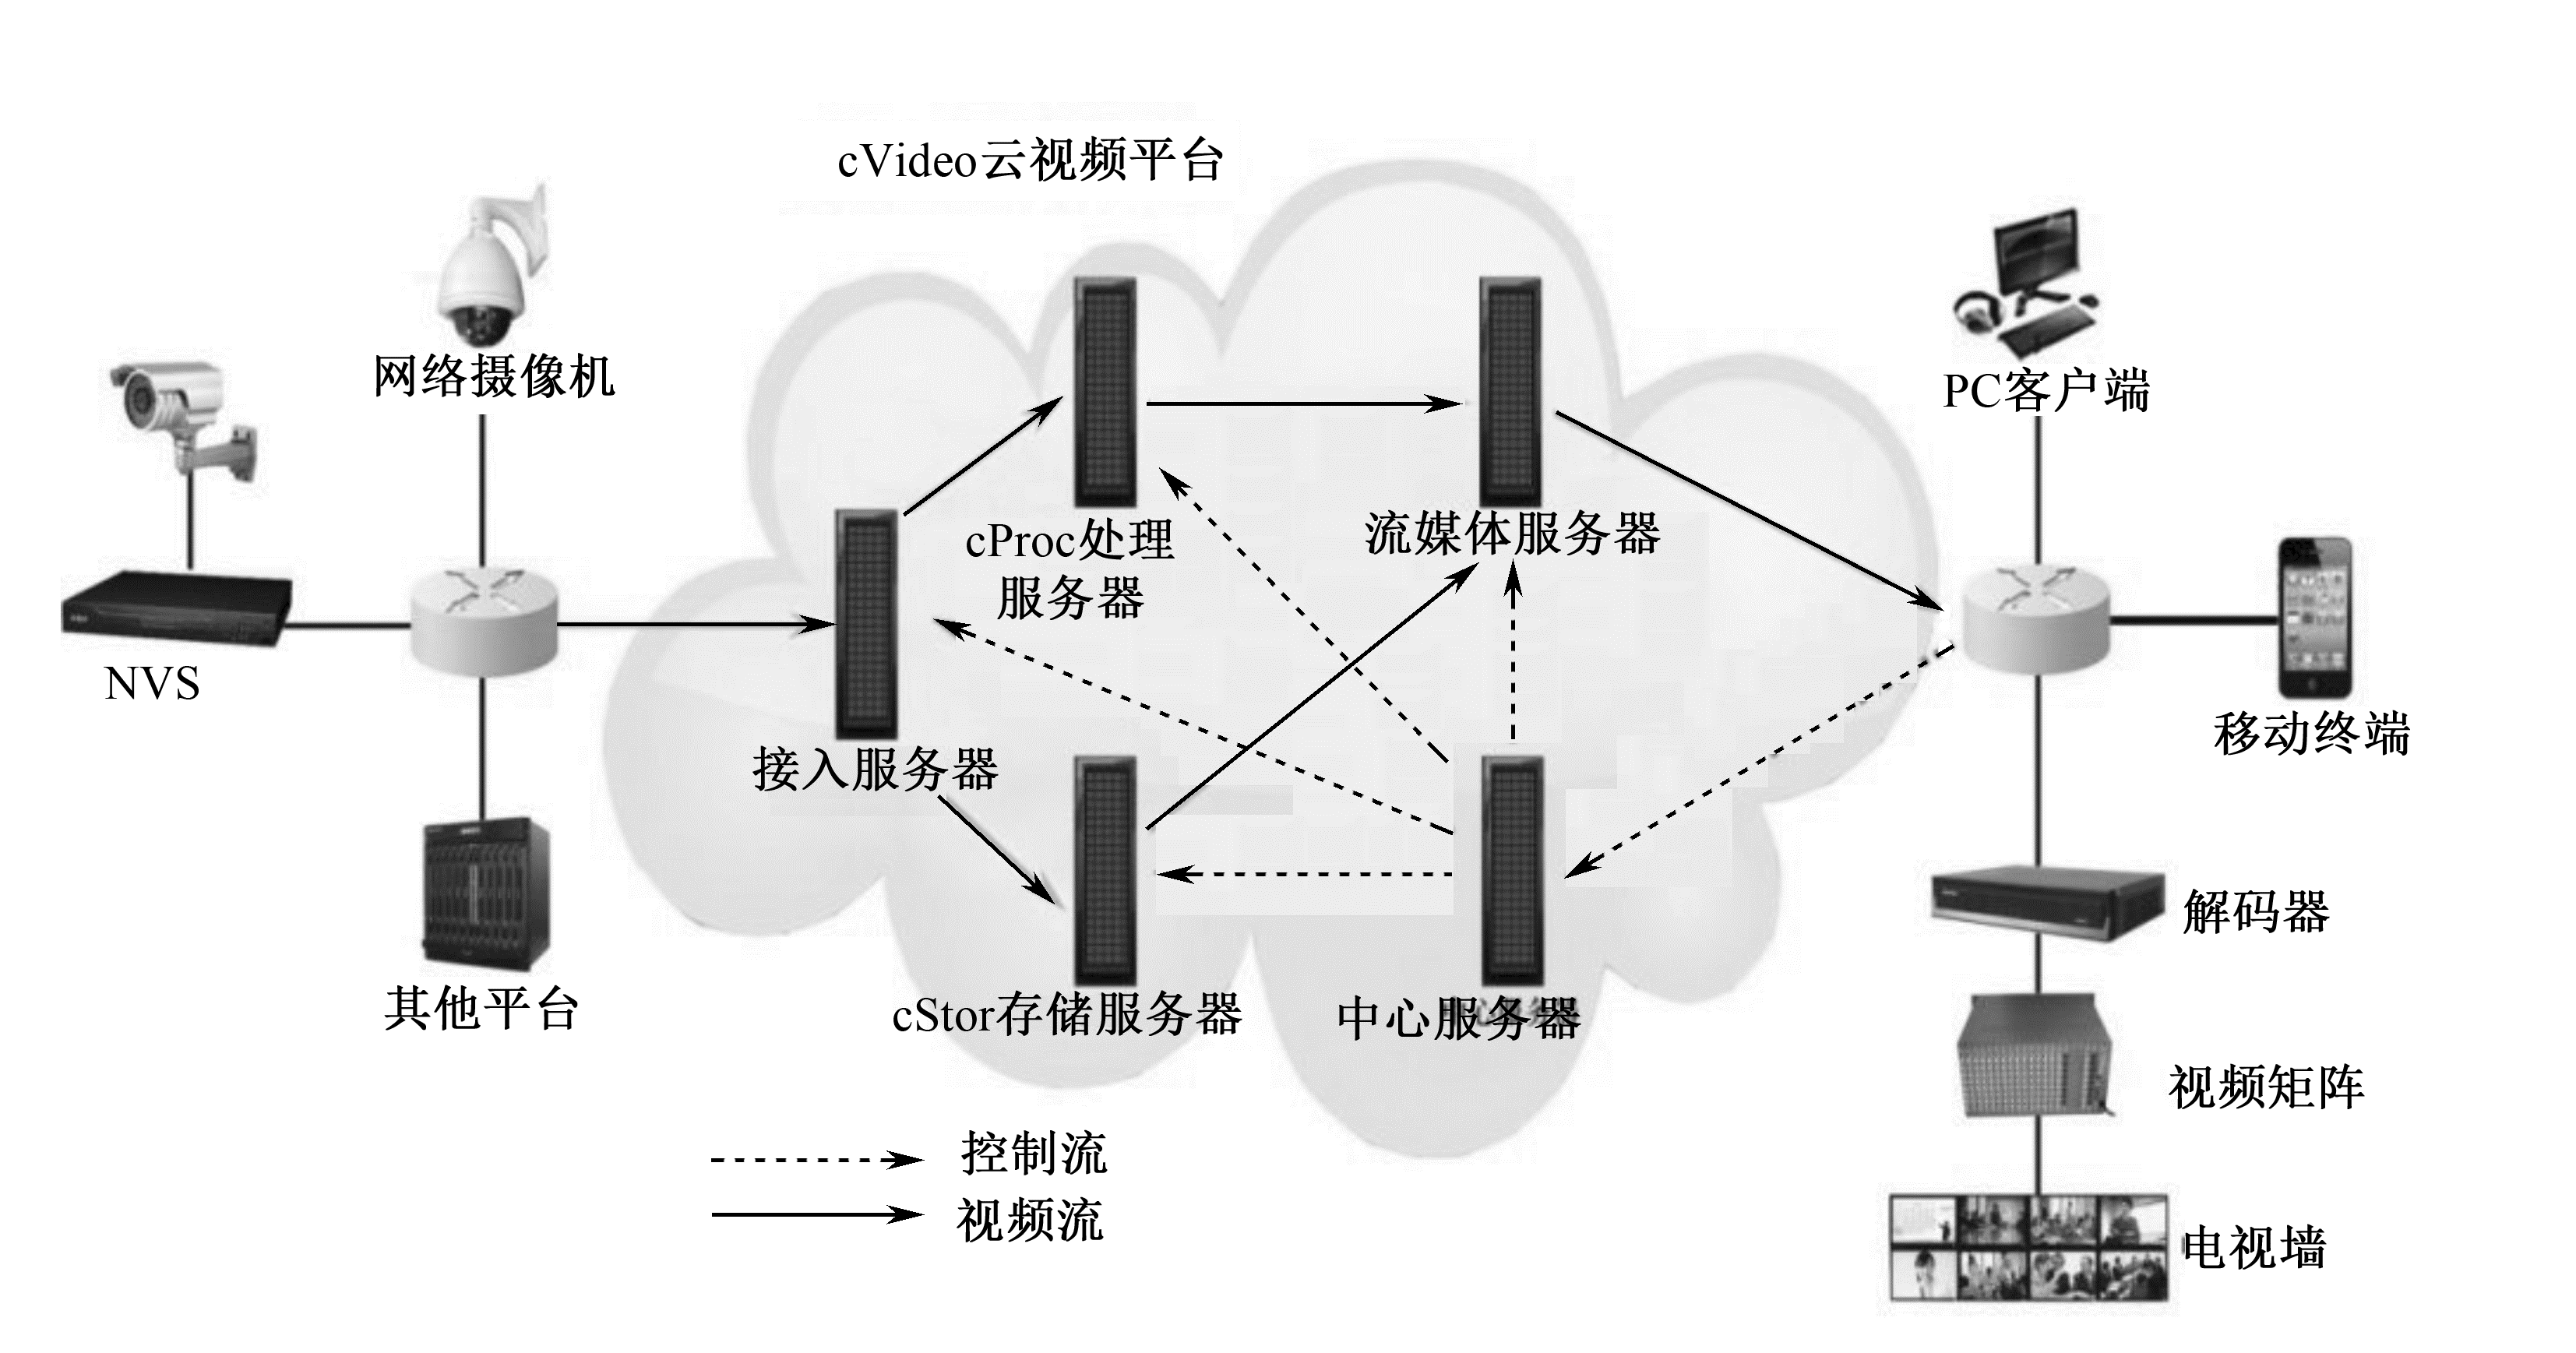 cVideo云视频平台
网络摄像机
PC客户端
cProc处理
服务器
流媒体服务器
NVS
移动终端
接入服务器
解码器
其他平台
cStor存储服务器
中心服务器
视频矩阵
控制流
视频流
电视墙